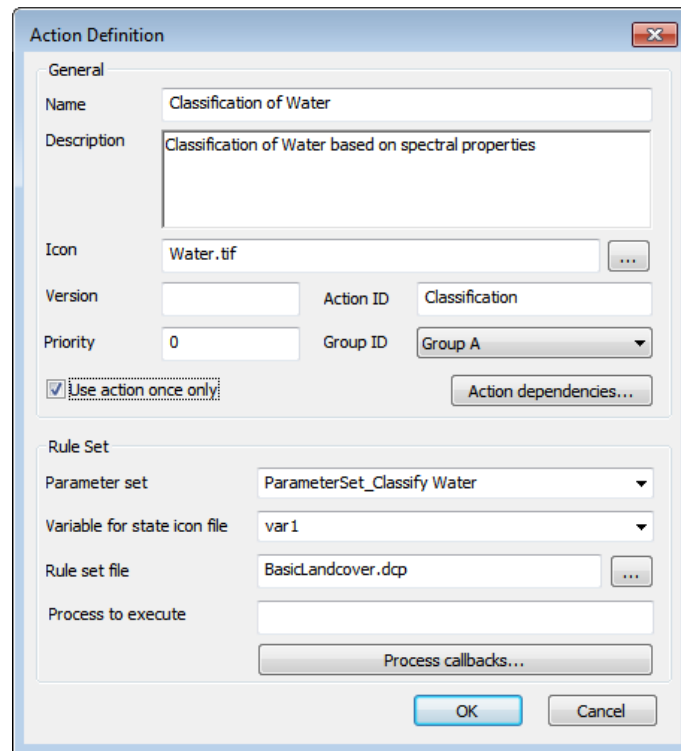 Action Definition
General
Name Classification of Water
Description Classification of Water based on spectral properties
Icon Water.tif ...
Version Action ID Classification
Priority 0 Group ID Group A
Use action once only Action dependencies...
Rule Set
Parameter set ParameterSet_Classify Water
Variable for state icon file var1
Rule set file BasicLandcover.dcp ...
Process to execute
Process callbacks...
OK Cancel